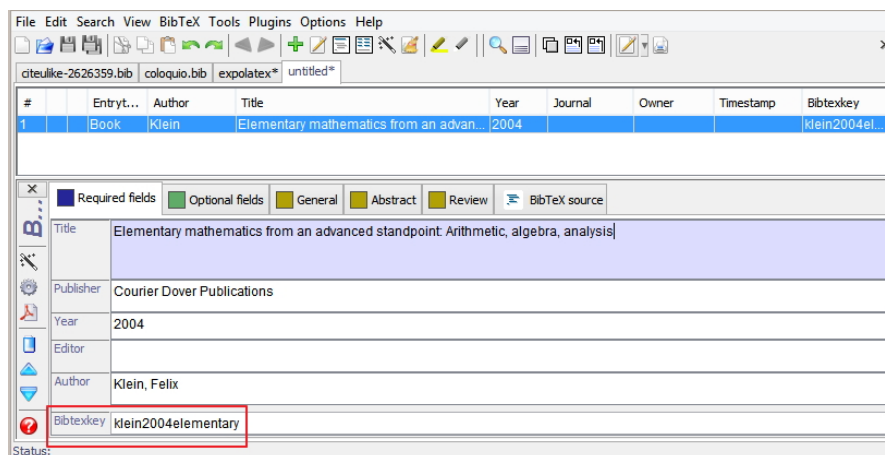 File Edit Search View BibTeX Tools Plugins Options Help
citeulike-2626359.bib coloquio.bib expolatex* untitled*
# Entryt... Author Title Year Journal Owner Timestamp Bibtexkey
1 Book Klein Elementary mathematics from an advan... 2004 klein2004el...
Required fields Optional fields General Abstract Review BibTeX source
B...
Title Elementary mathematics from an advanced standpoint: Arithmetic, algebra, analysis
Publisher Courier Dover Publications
Year 2004
Editor
Author Klein, Felix
Bibtexkey klein2004elementary
Status: